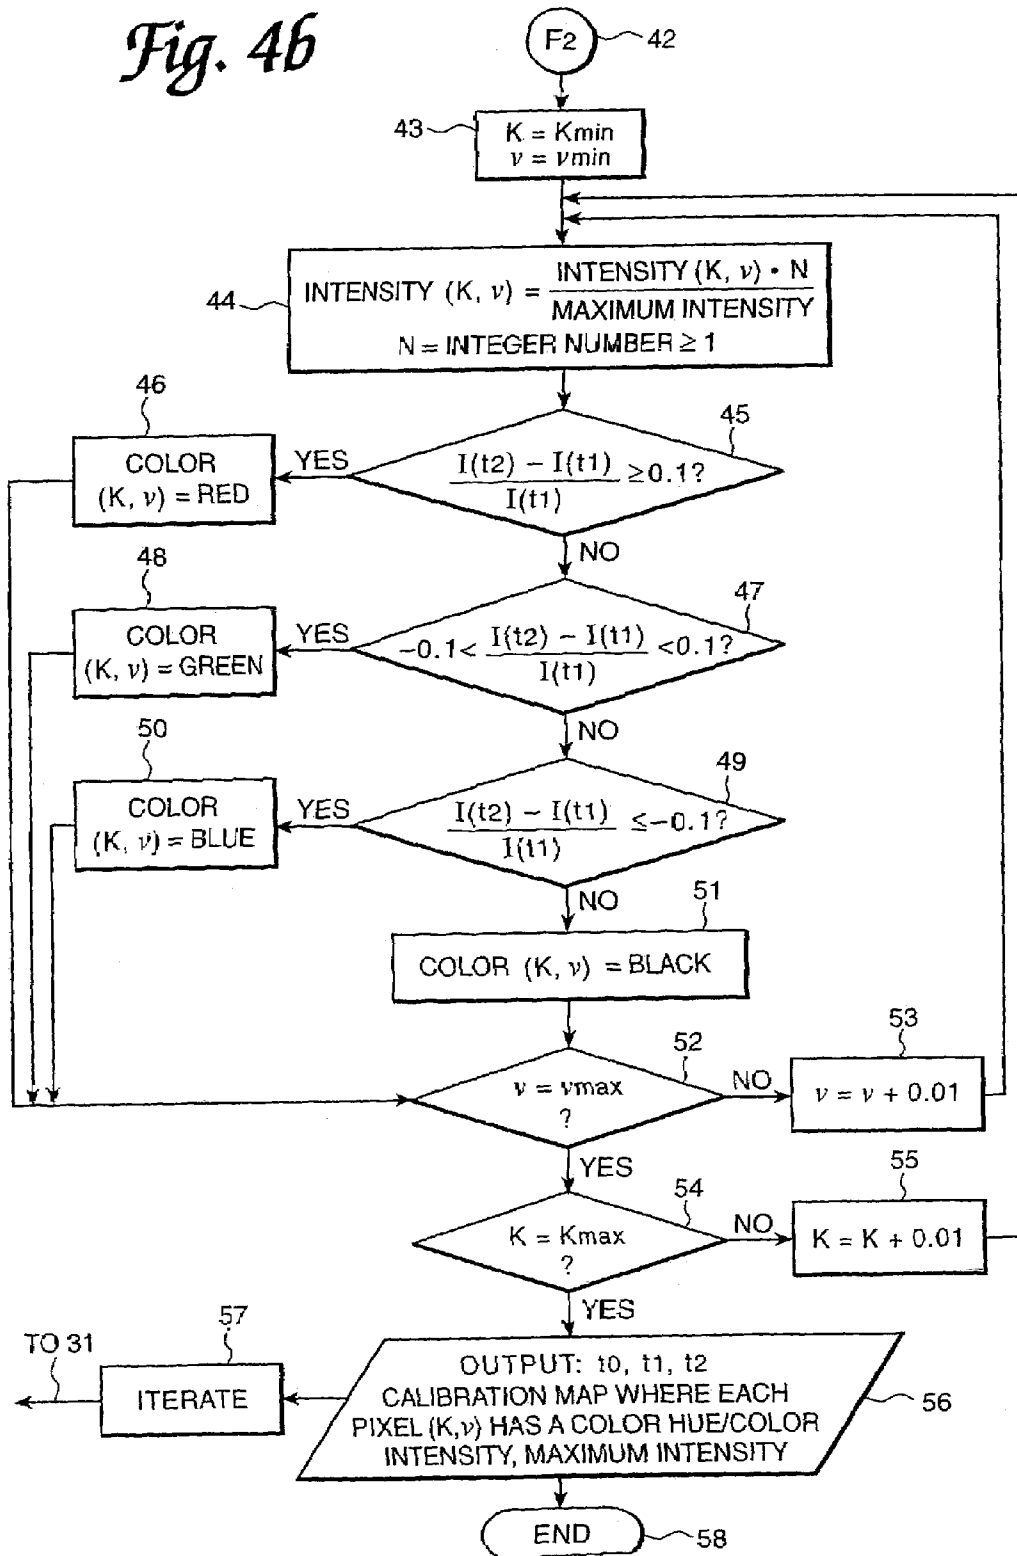 Fig. 4b
F2
42
43
K = Kmin
ν = νmin
44
INTENSITY (K, ν) = INTENSITY (K, ν) • N
MAXIMUM INTENSITY
N = INTEGER NUMBER ≥ 1
46
COLOR
(K, ν) = RED
YES
45
I(t2) − I(t1)
I(t1)
≥ 0.1?
NO
48
COLOR
(K, ν) = GREEN
YES
47
−0.1 < I(t2) − I(t1) < 0.1?
I(t1)
NO
50
COLOR
(K, ν) = BLUE
YES
49
I(t2) − I(t1)
I(t1)
≤ −0.1?
NO
51
COLOR (K, ν) = BLACK
52
ν = νmax
?
NO
53
ν = ν + 0.01
YES
54
K = Kmax
?
NO
55
K = K + 0.01
YES
TO 31
57
ITERATE
OUTPUT: t0, t1, t2
CALIBRATION MAP WHERE EACH
PIXEL (K,ν) HAS A COLOR HUE/COLOR
INTENSITY, MAXIMUM INTENSITY
56
END
58